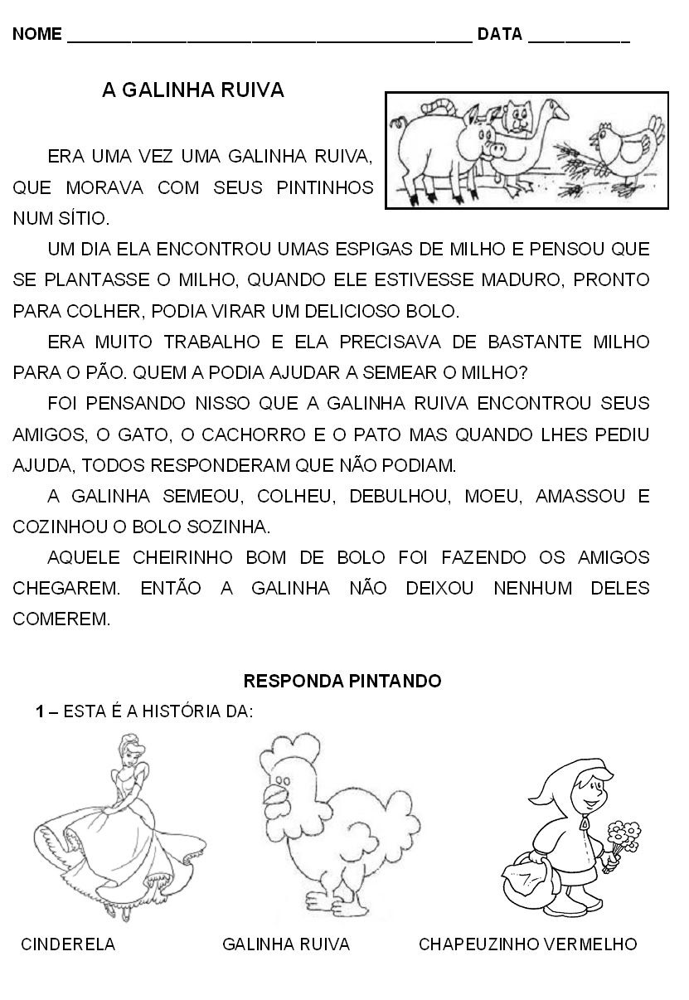 NOME ____________________________________________ DATA ___________
A GALINHA RUIVA
ERA UMA VEZ UMA GALINHA RUIVA,
QUE MORAVA COM SEUS PINTINHOS
NUM SÍTIO.
UM DIA ELA ENCONTROU UMAS ESPIGAS DE MILHO E PENSOU QUE
SE PLANTASSE O MILHO, QUANDO ELE ESTIVESSE MADURO, PRONTO
PARA COLHER, PODIA VIRAR UM DELICIOSO BOLO.
ERA MUITO TRABALHO E ELA PRECISAVA DE BASTANTE MILHO
PARA O PÃO. QUEM A PODIA AJUDAR A SEMEAR O MILHO?
FOI PENSANDO NISSO QUE A GALINHA RUIVA ENCONTROU SEUS
AMIGOS, O GATO, O CACHORRO E O PATO MAS QUANDO LHES PEDIU
AJUDA, TODOS RESPONDERAM QUE NÃO PODIAM.
A GALINHA SEMEOU, COLHEU, DEBULHOU, MOEU, AMASSOU E
COZINHOU O BOLO SOZINHA.
AQUELE CHEIRINHO BOM DE BOLO FOI FAZENDO OS AMIGOS
CHEGAREM. ENTÃO A GALINHA NÃO DEIXOU NENHUM DELES
COMEREM.
RESPONDA PINTANDO
1 – ESTA É A HISTÓRIA DA:
CINDERELA GALINHA RUIVA CHAPEUZINHO VERMELHO